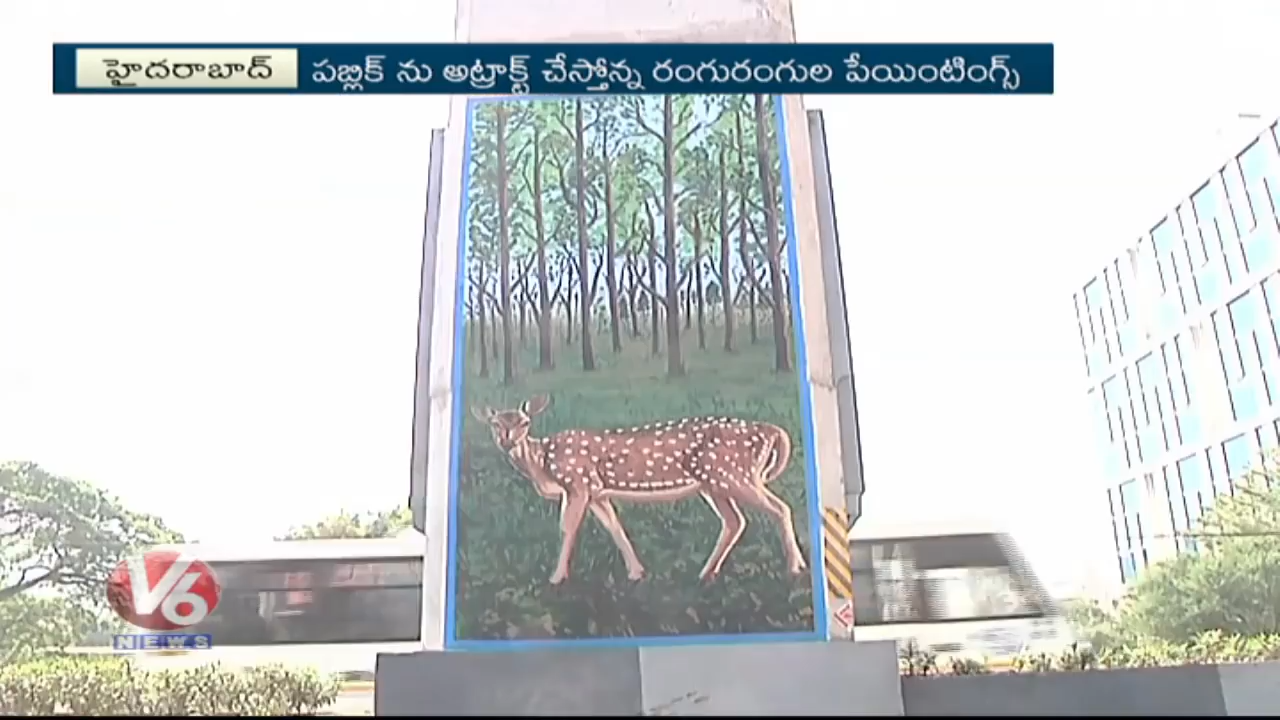 హైదరాబాద్ పబ్లిక్ ను అట్రాక్ట్ చేస్తోన్న రంగురంగుల పేయింటింగ్స్
V6
NEWS